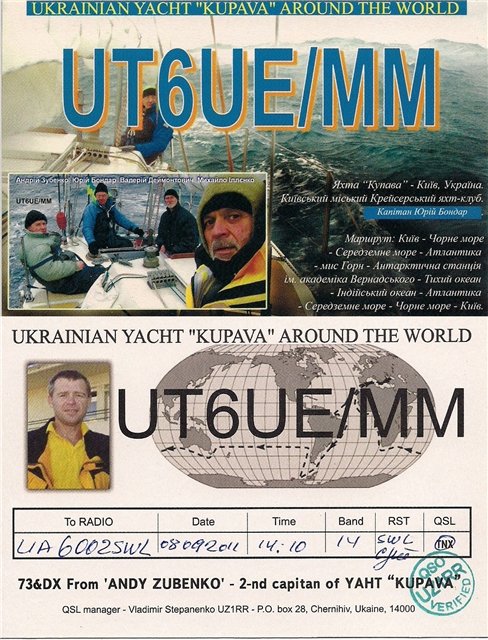 UKRAINIAN YACHT "KUPAVA" AROUND THE WORLD
UT6UE/MM
Андрій Зубенко Юрій Бондар Валерій Деймонтович Михайло Іллєнко
UT6UE/MM
Яхта "Купава" - Київ, Україна.
Київський міський Крейсерський яхт-клуб.
Капітан Юрій Бондар
Маршрут: Київ - Чорне море
- Середземне море - Атлантика
- мис Горн - Антарктична станція
ім. академіка Вернадського - Тихий океан
- Індійський океан - Атлантика
- Середземне море - Чорне море - Київ.
UKRAINIAN YACHT "KUPAVA" AROUND THE WORLD
UT6UE/MM
To RADIO Date Time Band RST QSL
UA6002SWL 08092011 14:10 14 SWL TNX
73&DX From 'ANDY ZUBENKO' - 2-nd capitan of YAHT "KUPAVA"
QSO UZ1RR VERIFIED
QSL manager - Vladimir Stepanenko UZ1RR - P.O. box 28, Chernihiv, Ukaine, 14000